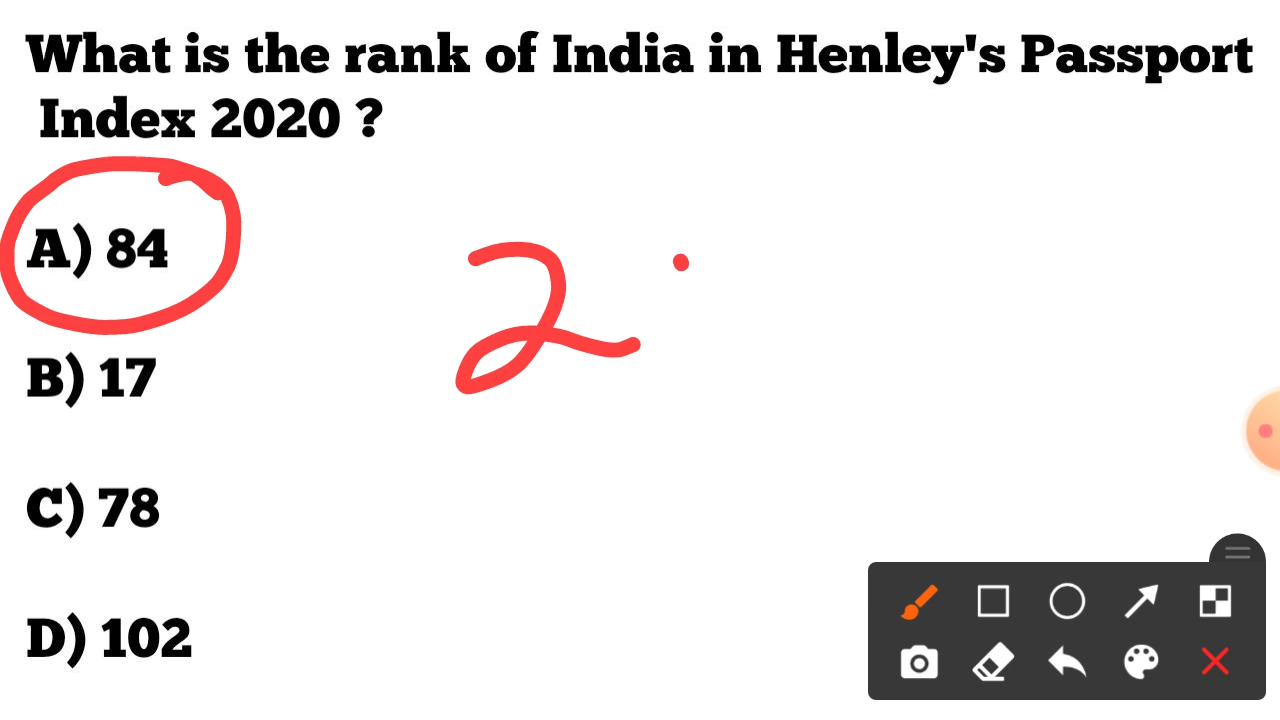 What is the rank of India in Henley's Passport
Index 2020 ?
A) 84
2
B) 17
C) 78
D) 102